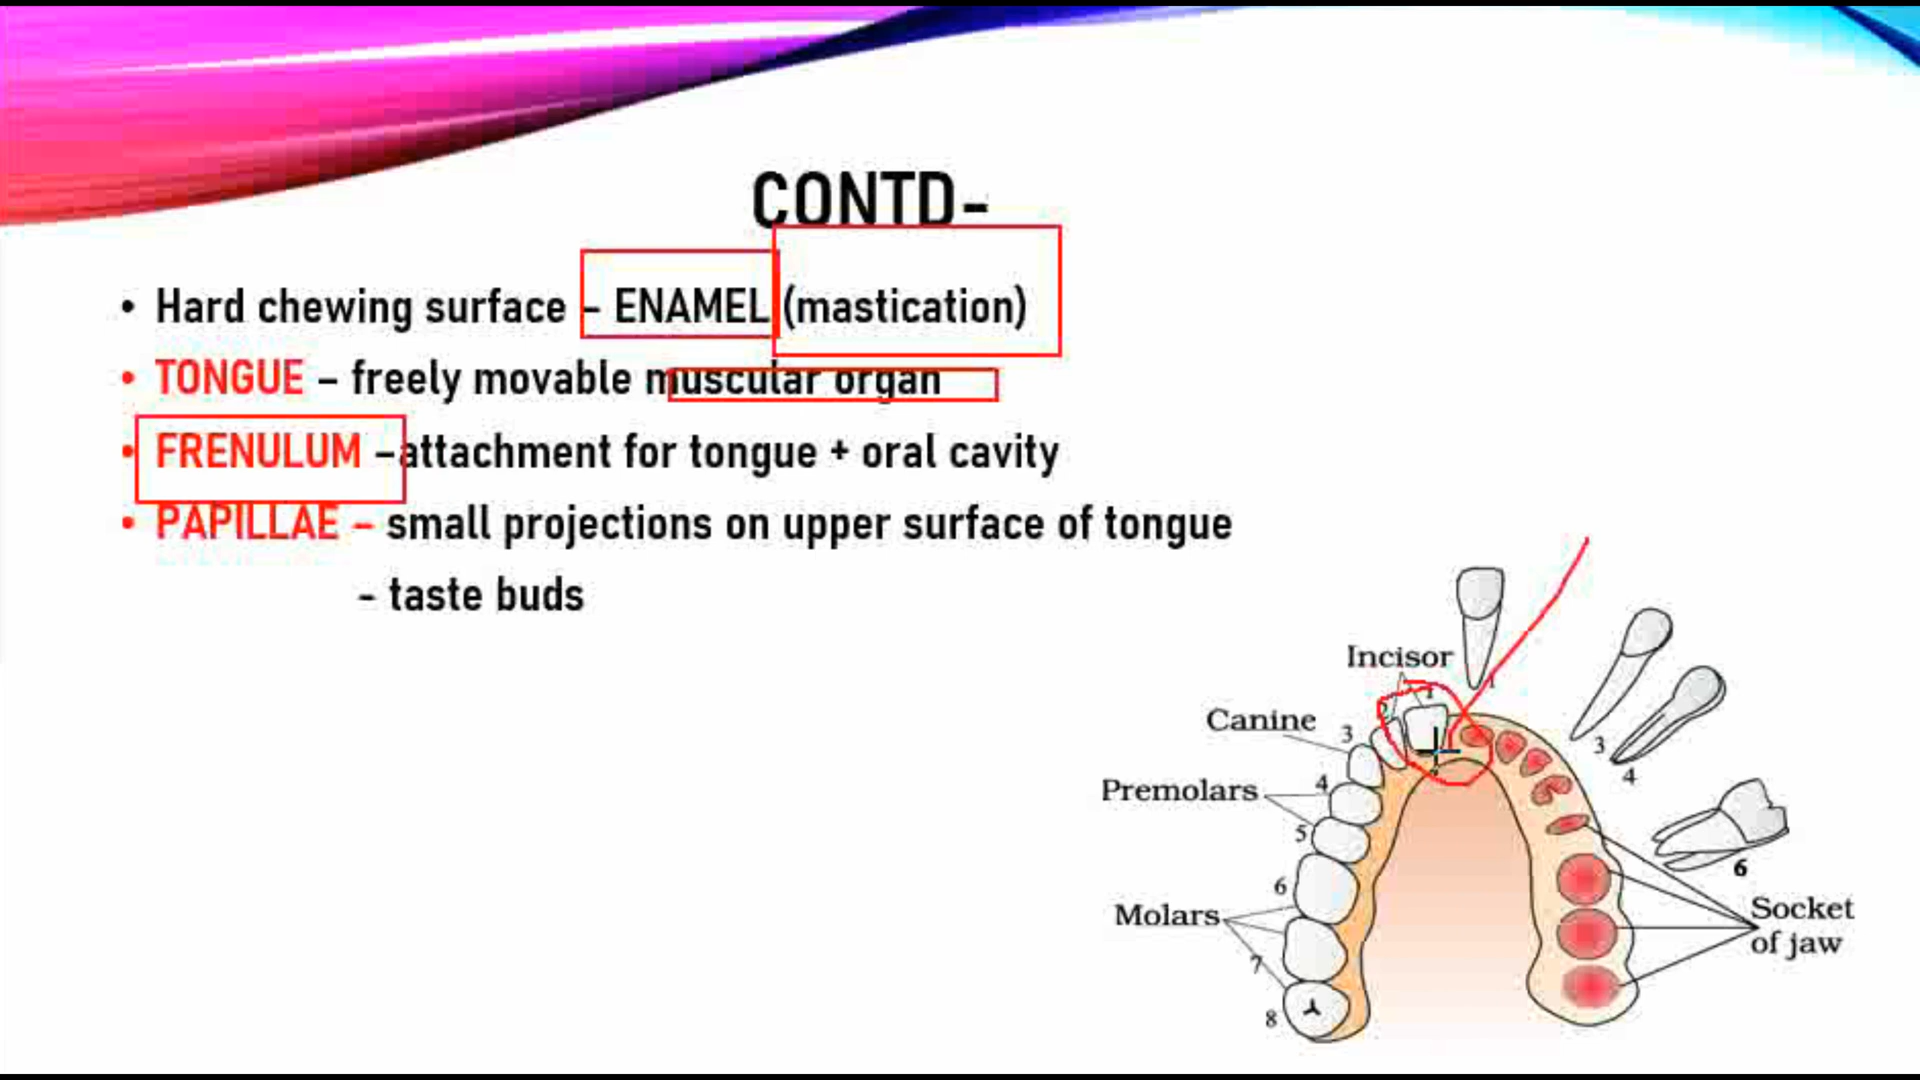 CONTD-
• Hard chewing surface – ENAMEL (mastication)
• TONGUE – freely movable muscular organ
• FRENULUM –attachment for tongue + oral cavity
• PAPILLAE – small projections on upper surface of tongue
- taste buds
Incisor
1
1
2
Canine
3
3
4
Premolars
4
5
6
6
Molars
Socket
of jaw
7
8